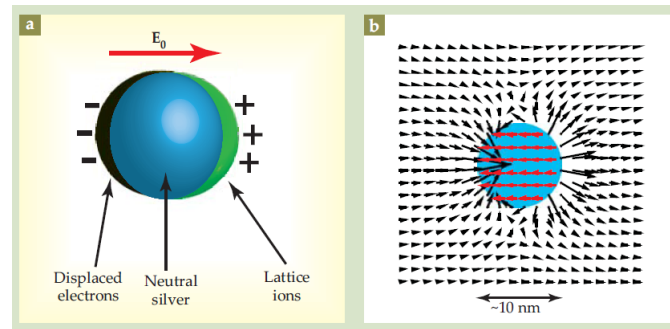 a
E0
- + 
- +
- +
Displaced
electrons
Neutral
silver
Lattice
ions
b
~10 nm